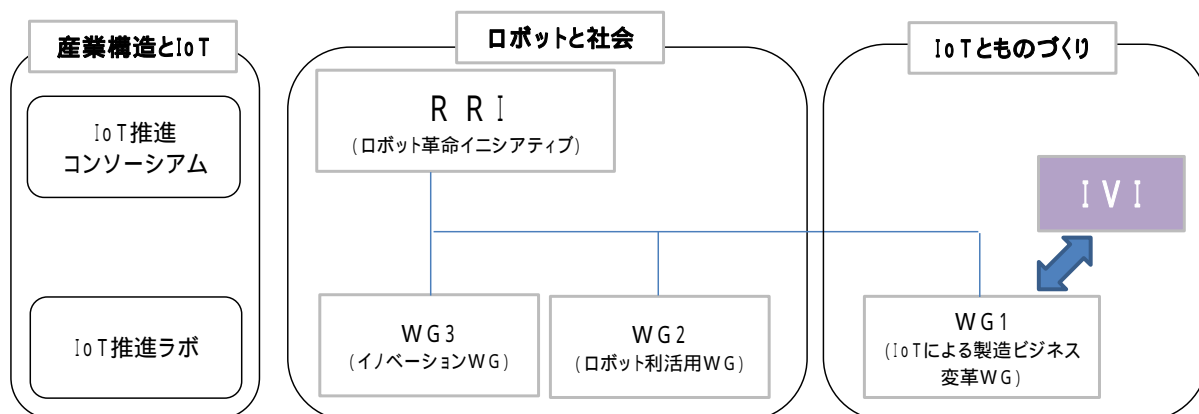 産業構造とIoT
IoT推進
コンソーシアム
IoT推進ラボ
ロボットと社会
RRI
(ロボット革命イニシアティブ)
WG3
(イノベーションWG)
WG2
(ロボット利活用WG)
IoTとものづくり
IVI
WG1
(IoTによる製造ビジネス
変革WG)